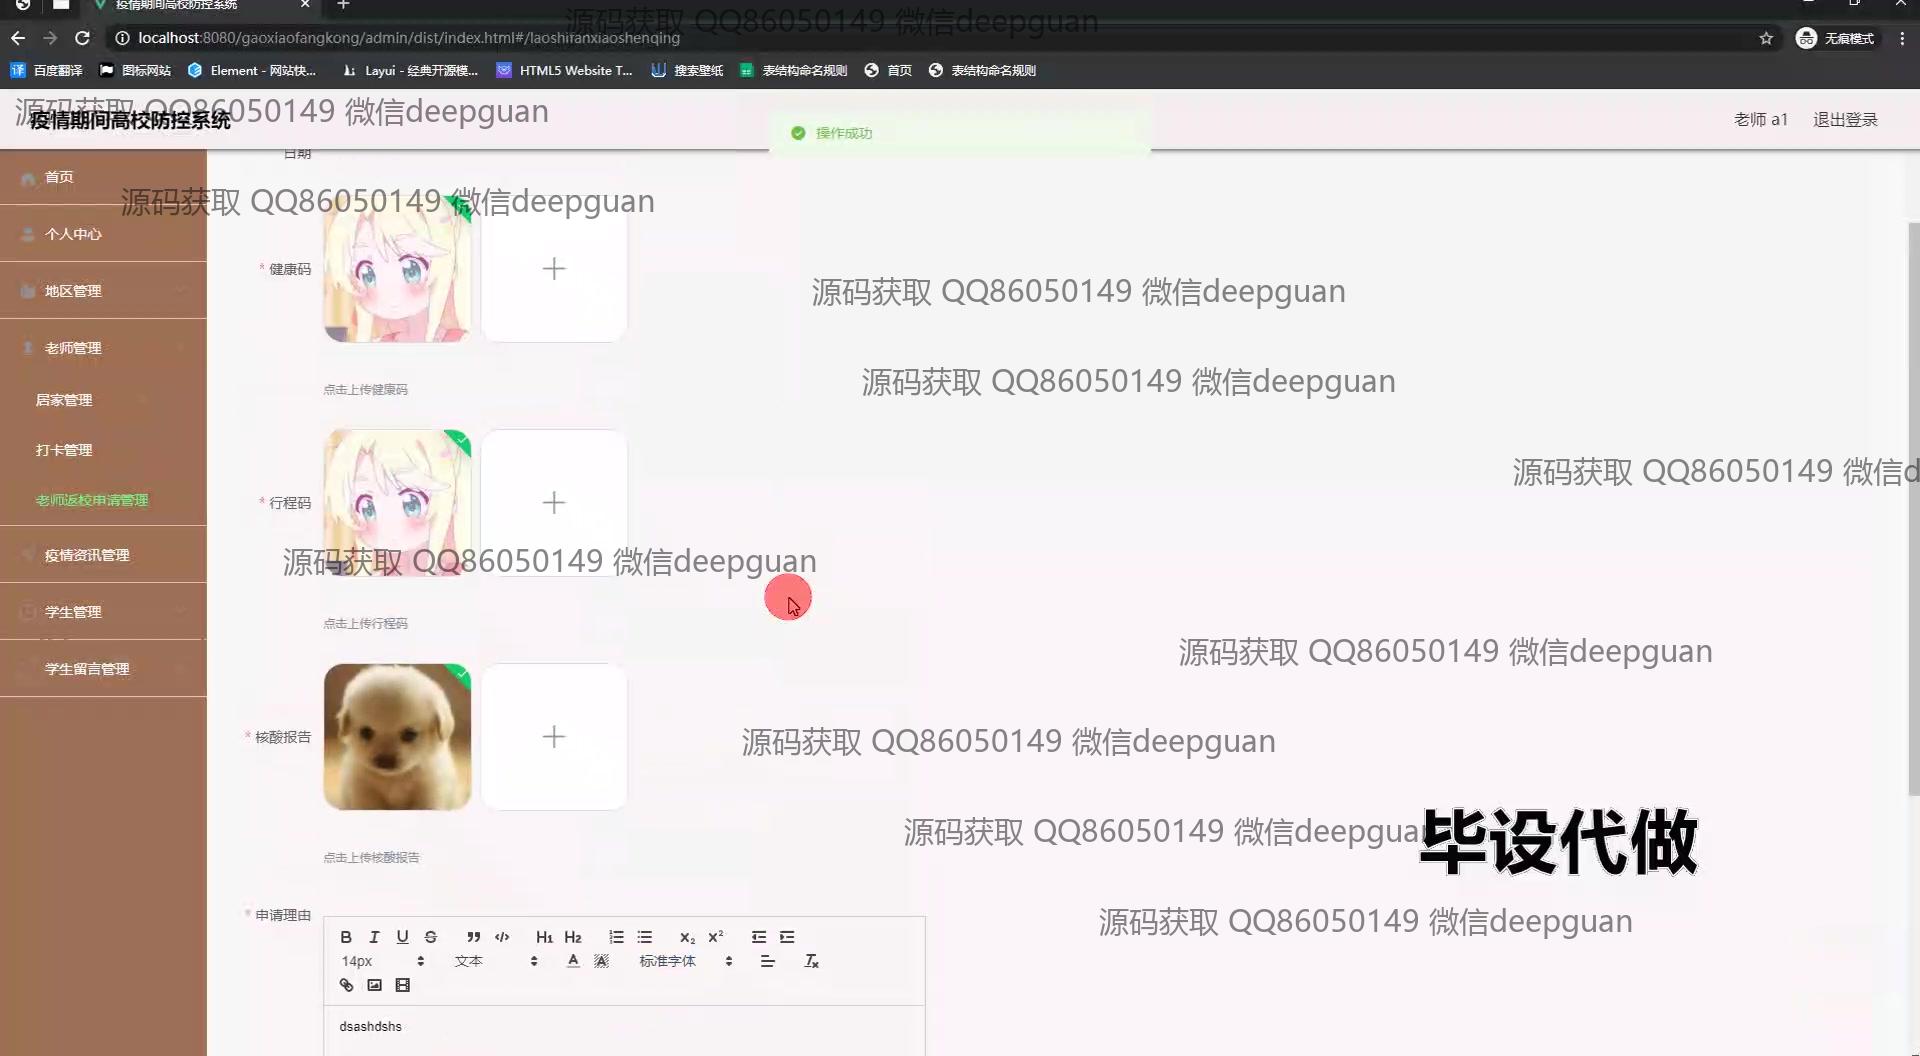 疫情期间高校防控系统
源码获取 QQ86050149 微信deepguan
localhost:8080/gaoxiaofangkong/admin/dist/index.html#/laoshifanxiaoshenqing
无痕模式
百度翻译
图标网站
Element - 网站快...
Layui - 经典开源模...
HTML5 Website T...
搜索壁纸
表结构命名规则
首页
表结构命名规则
源码获取 QQ86050149 微信deepguan
疫情期间高校防控系统
操作成功
老师 a1
退出登录
首页
个人中心
地区管理
老师管理
居家管理
打卡管理
老师返校申请管理
疫情资讯管理
学生管理
学生留言管理
日期
源码获取 QQ86050149 微信deepguan
* 健康码
源码获取 QQ86050149 微信deepguan
点击上传健康码
源码获取 QQ86050149 微信deepguan
源码获取 QQ86050149 微信d
* 行程码
源码获取 QQ86050149 微信deepguan
点击上传行程码
源码获取 QQ86050149 微信deepguan
* 核酸报告
源码获取 QQ86050149 微信deepguan
点击上传核酸报告
源码获取 QQ86050149 微信deepguan
毕设代做
* 申请理由
源码获取 QQ86050149 微信deepguan
14px
文本
标准字体
dsashdshs